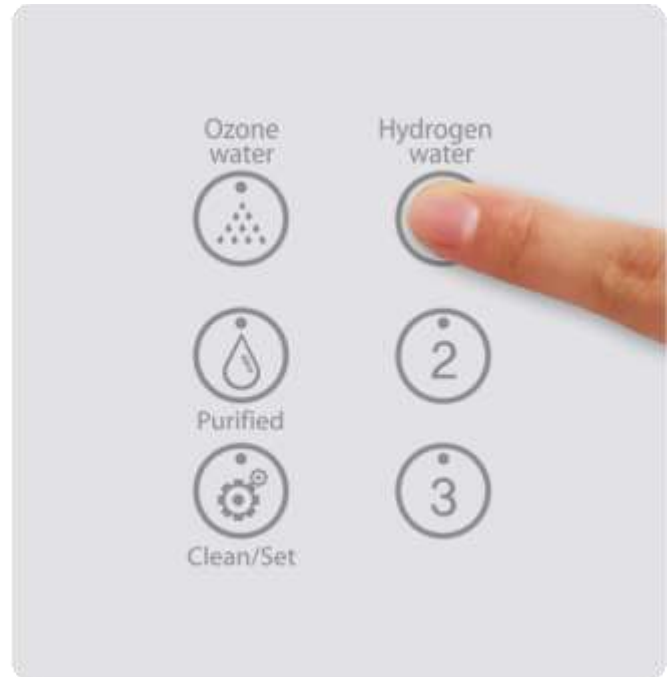 Ozone
water
Hydrogen
water
2
Purified
3
Clean/Set